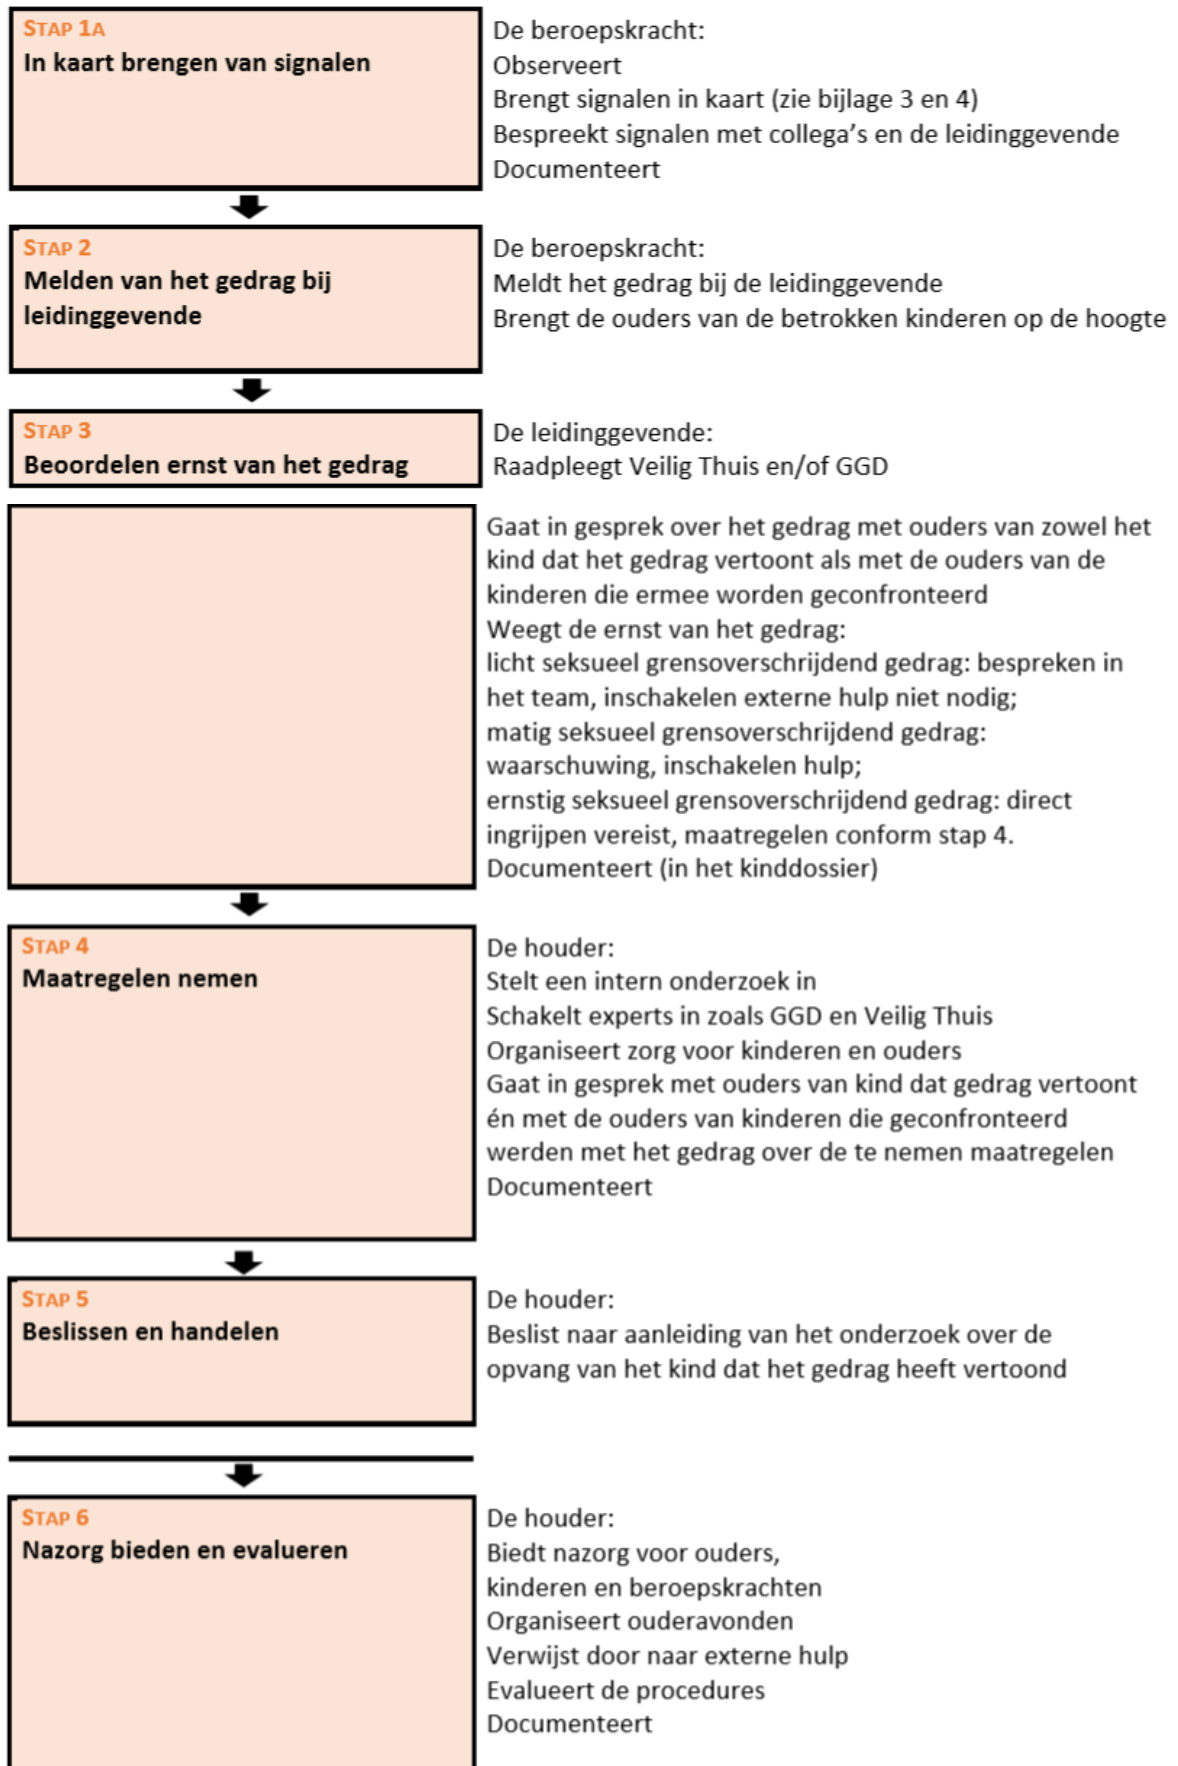 STAP 1A
In kaart brengen van signalen
De beroepskracht:
Observeert
Brengt signalen in kaart (zie bijlage 3 en 4)
Bespreekt signalen met collega's en de leidinggevende
Documenteert
STAP 2
Melden van het gedrag bij
leidinggevende
De beroepskracht:
Meldt het gedrag bij de leidinggevende
Brengt de ouders van de betrokken kinderen op de hoogte
STAP 3
Beoordelen ernst van het gedrag
De leidinggevende:
Raadpleegt Veilig Thuis en/of GGD
Gaat in gesprek over het gedrag met ouders van zowel het
kind dat het gedrag vertoont als met de ouders van de
kinderen die ermee worden geconfronteerd
Weegt de ernst van het gedrag:
licht seksueel grensoverschrijdend gedrag: bespreken in
het team, inschakelen externe hulp niet nodig;
matig seksueel grensoverschrijdend gedrag:
waarschuwing, inschakelen hulp;
ernstig seksueel grensoverschrijdend gedrag: direct
ingrijpen vereist, maatregelen conform stap 4.
Documenteert (in het kinddossier)
STAP 4
Maatregelen nemen
De houder:
Stelt een intern onderzoek in
Schakelt experts in zoals GGD en Veilig Thuis
Organiseert zorg voor kinderen en ouders
Gaat in gesprek met ouders van kind dat gedrag vertoont
én met de ouders van kinderen die geconfronteerd
werden met het gedrag over de te nemen maatregelen
Documenteert
STAP 5
Beslissen en handelen
De houder:
Beslist naar aanleiding van het onderzoek over de
opvang van het kind dat het gedrag heeft vertoond
STAP 6
Nazorg bieden en evalueren
De houder:
Biedt nazorg voor ouders,
kinderen en beroepskrachten
Organiseert ouderavonden
Verwijst door naar externe hulp
Evalueert de procedures
Documenteert